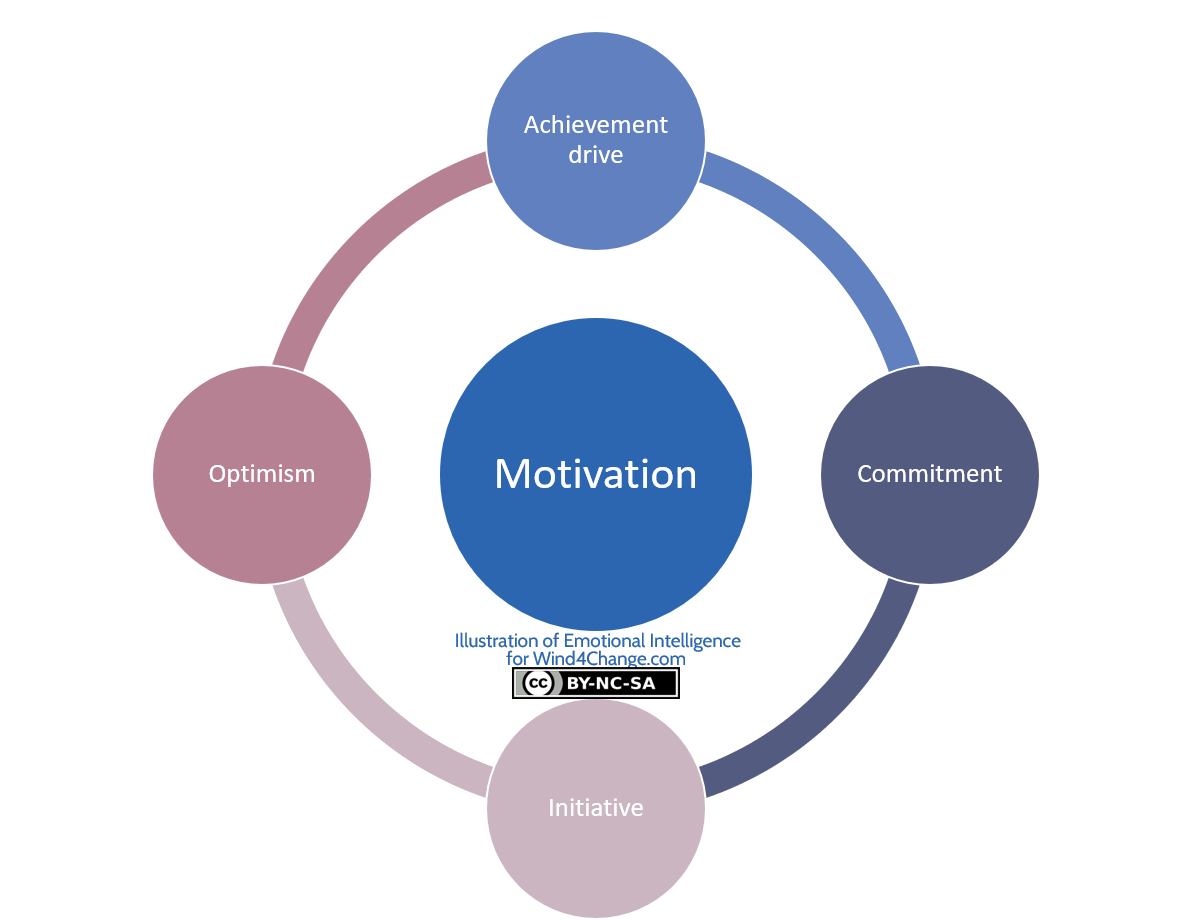 Achievement
drive
Optimism
Motivation
Commitment
Illustration of Emotional Intelligence
for Wind4Change.com
cc BY-NC-SA
Initiative